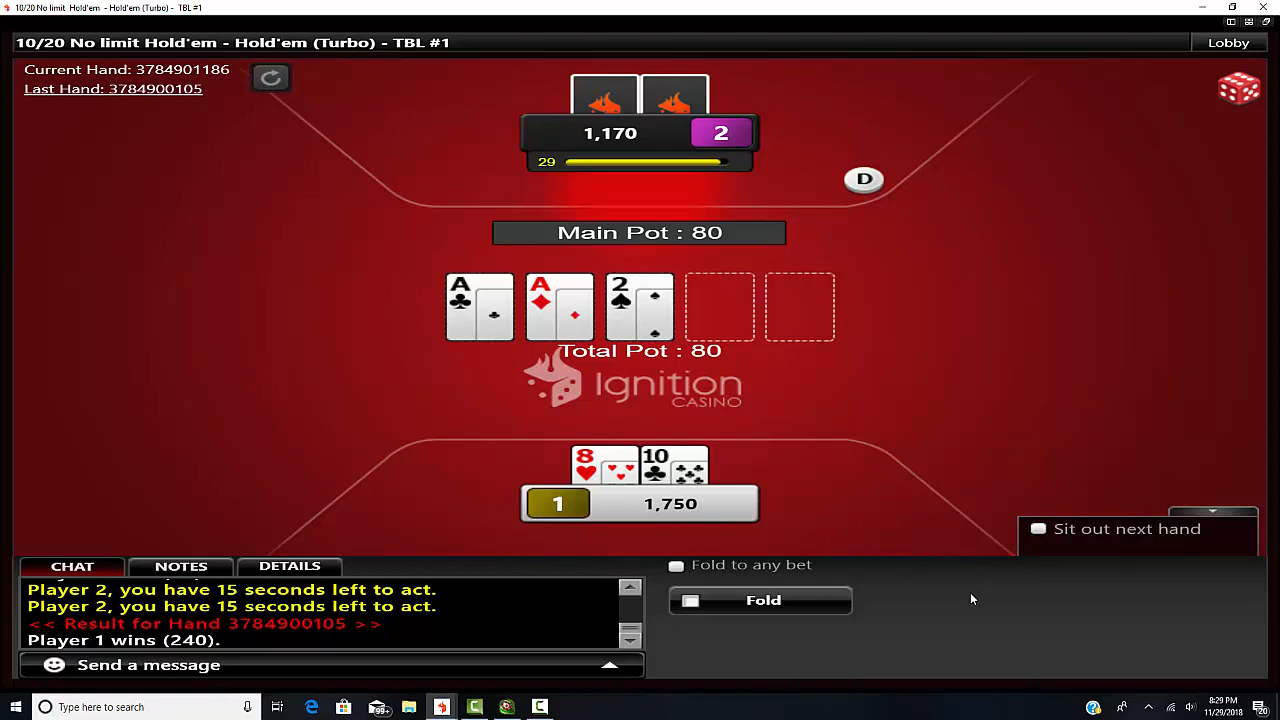 10/20 No limit Hold'em - Hold'em (Turbo) - TBL #1
10/20 No limit Hold'em - Hold'em (Turbo) - TBL #1
Lobby
Current Hand: 3784901186
Last Hand: 3784900105
1,170
2
29
D
Main Pot : 80
A
A
2
Total Pot : 80
Ignition
CASINO
8
10
1
1,750
Sit out next hand
CHAT
NOTES
DETAILS
Fold to any bet
Player 2, you have 15 seconds left to act.
Player 2, you have 15 seconds left to act.
<< Result for Hand 3784900105 >>
Player 1 wins (240).
Fold
Send a message
Type here to search
99+
8:29 PM
11/29/2018
20